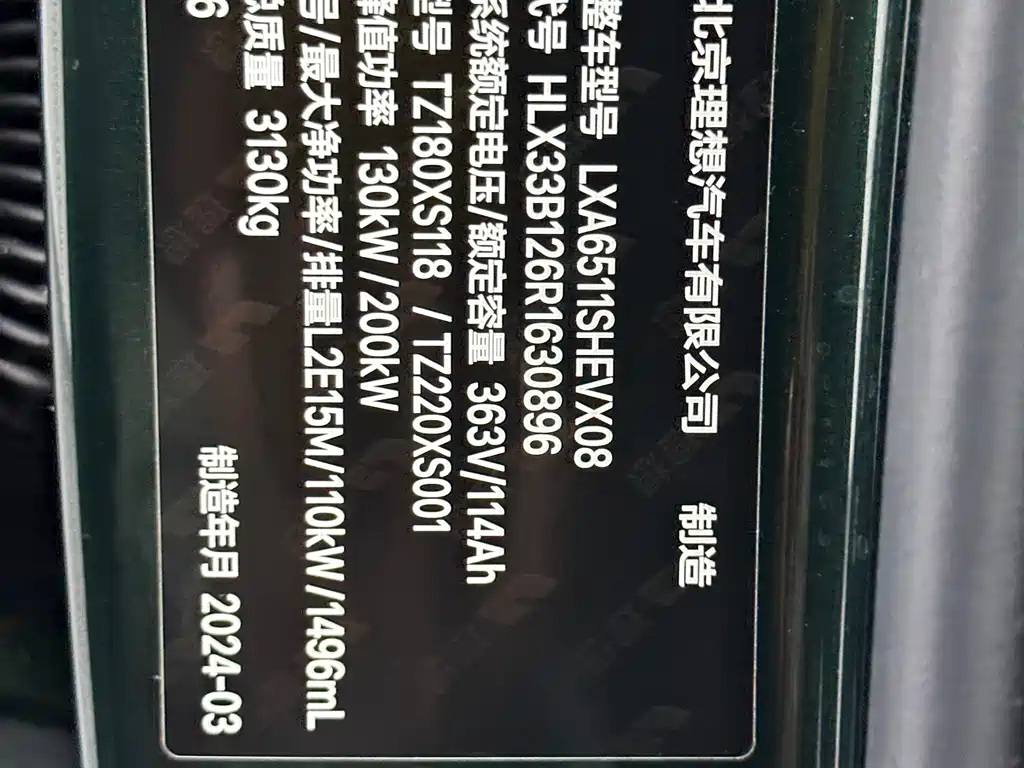 北京理想汽车有限公司 制造
整车型号 LXA6511SHEVX08
代号 HLX33B126R1630896
系统额定电压/额定容量 363V/114Ah
型号 TZ180XS118 / TZ220XS001
峰值功率 130kW/200kW
号/最大净功率/排量L2E15M/110kW/1496mL
总质量 3130kg
6 制造年月 2024-03